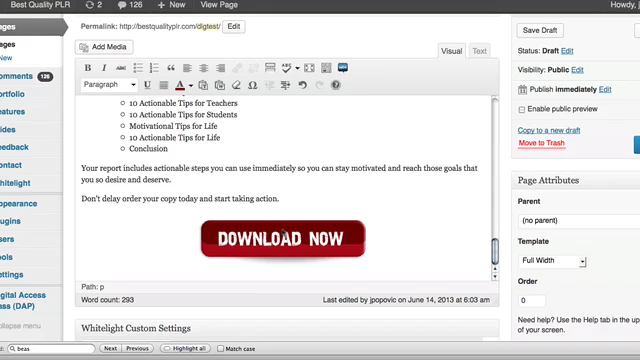 Best Quality PLR 2 126 + New View Page
Permalink: http://bestqualityplr.com/digtest/ Edit
Add Media
Visual Text
Paragraph
10 Actionable Tips for Teachers
10 Actionable Tips for Students
Motivational Tips for Life
10 Actionable Tips for Life
Conclusion
Your report includes actionable steps you can use immediately so you can stay motivated and reach those goals that
you so desire and deserve.
Don't delay order your copy today and start taking action.
DOWNLOAD NOW
Path: p
Word count: 293 Last edited by jpopovic on June 14, 2013 at 6:03 am
Whitelight Custom Settings
ages
ages
New
omments 126
ortfolio
eatures
ides
eedback
ontact
hitelight
ppearance
ugins
sers
ools
ettings
igital Access
ass (DAP)
ollapse menu
Save Draft
Status: Draft Edit
Visibility: Public Edit
Publish immediately Edit
Enable public preview
Copy to a new draft
Move to Trash
Page Attributes
Parent
(no parent)
Template
Full Width
Order
0
Need help? Use the Help tab in the up
of your screen.
beas Next Previous Highlight all Match case